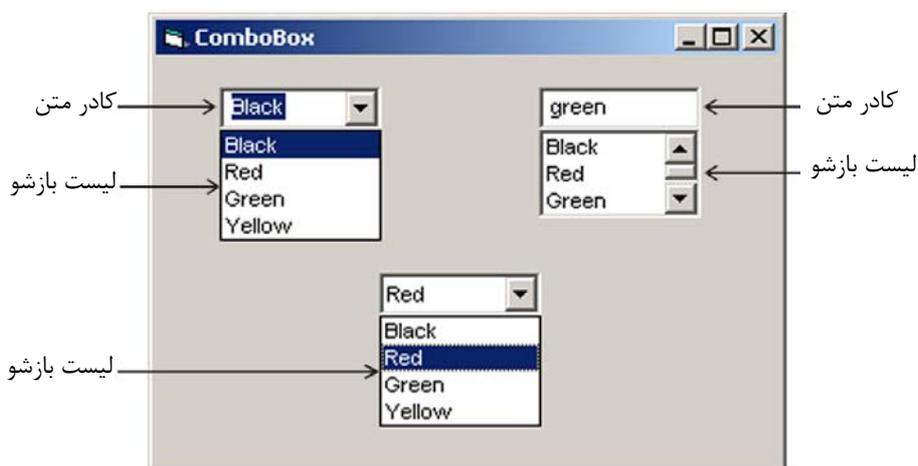 ComboBox
کادر متن
Black
green
کادر متن
Black
Red
Green
Yellow
لیست بازشو
Black
Red
Green
لیست بازشو
Red
Black
Red
Green
Yellow
لیست بازشو